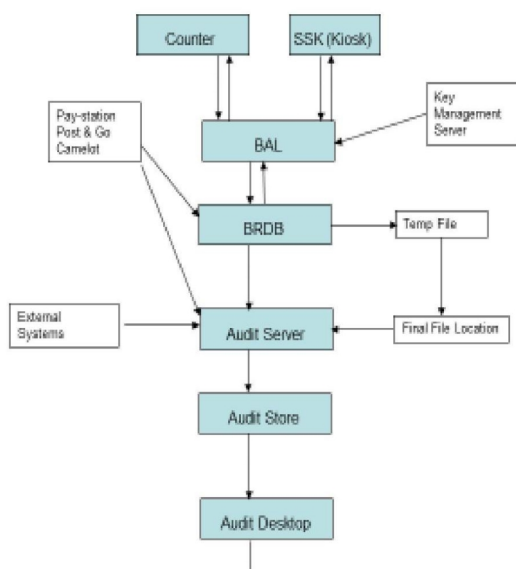 Counter
SSK (Kiosk)
Pay-station
Post & Go
Camelot
Key
Management
Server
BAL
BRDB
Temp File
External
Systems
Audit Server
Final File Location
Audit Store
Audit Desktop